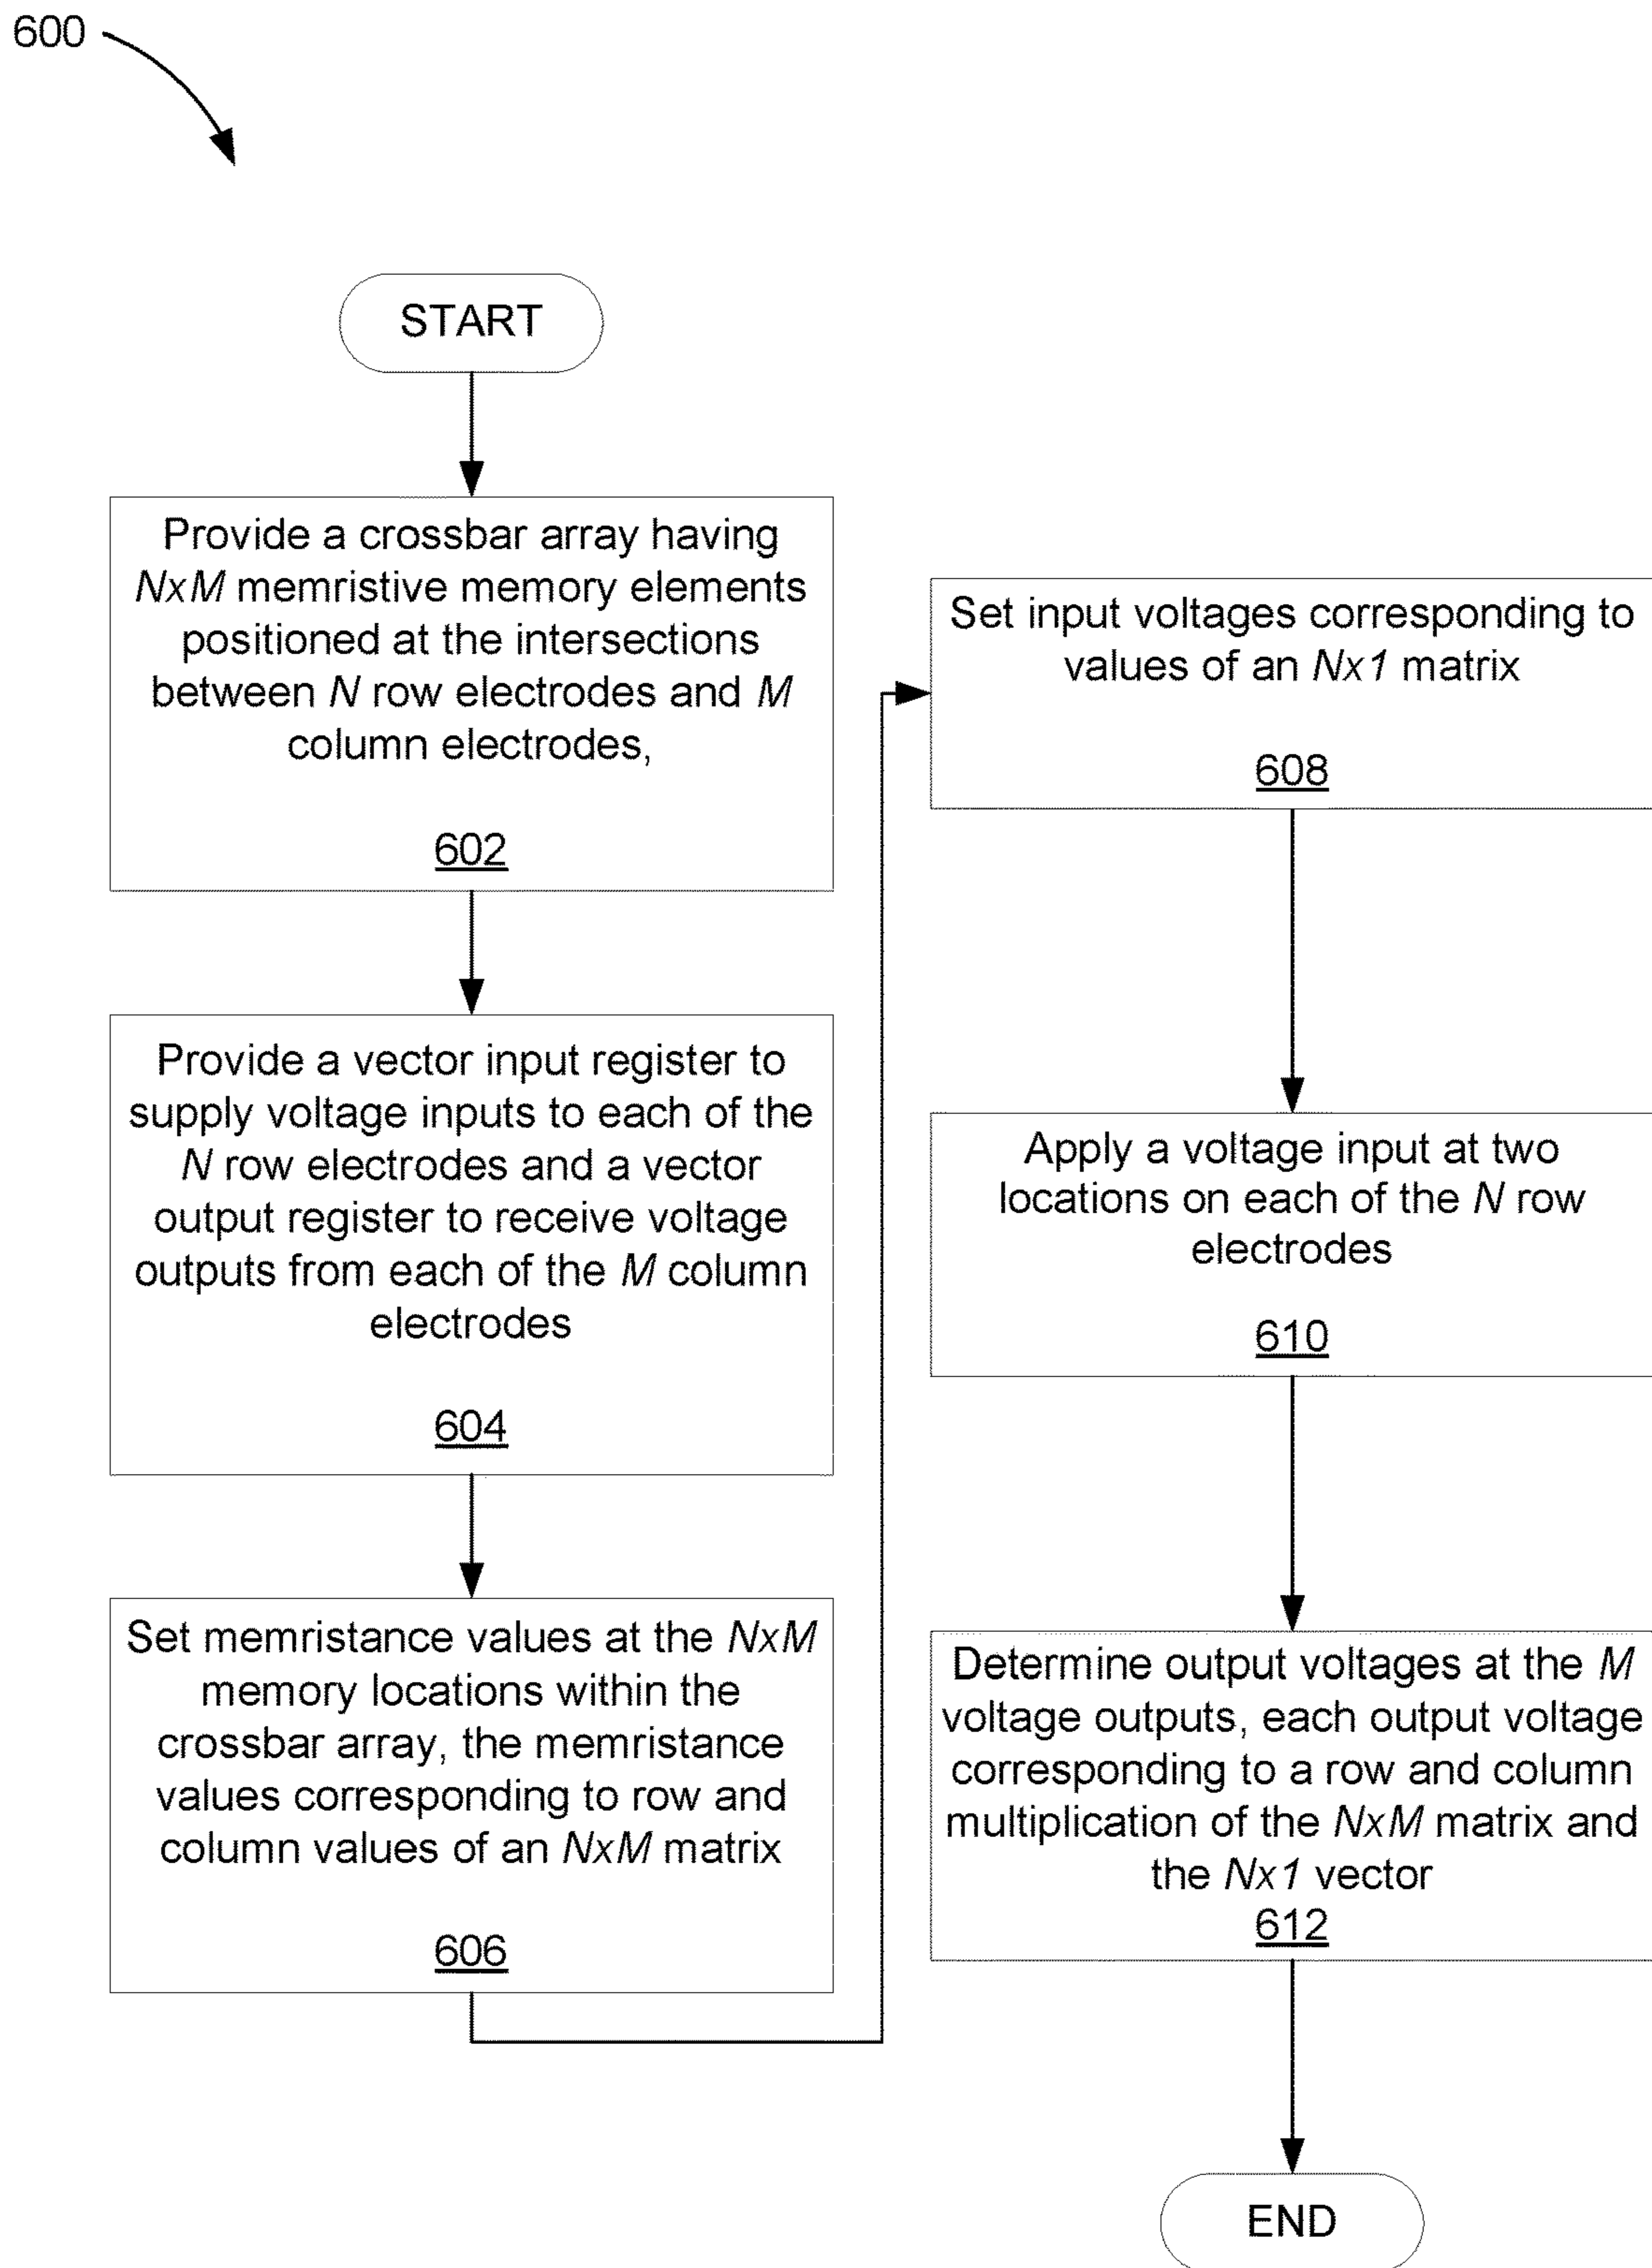 600
START
Provide a crossbar array having
NxM memristive memory elements
positioned at the intersections
between N row electrodes and M
column electrodes,
602
Provide a vector input register to
supply voltage inputs to each of the
N row electrodes and a vector
output register to receive voltage
outputs from each of the M column
electrodes
604
Set memristance values at the NxM
memory locations within the
crossbar array, the memristance
values corresponding to row and
column values of an NxM matrix
606
Set input voltages corresponding to
values of an Nx1 matrix
608
Apply a voltage input at two
locations on each of the N row
electrodes
610
Determine output voltages at the M
voltage outputs, each output voltage
corresponding to a row and column
multiplication of the NxM matrix and
the Nx1 vector
612
END